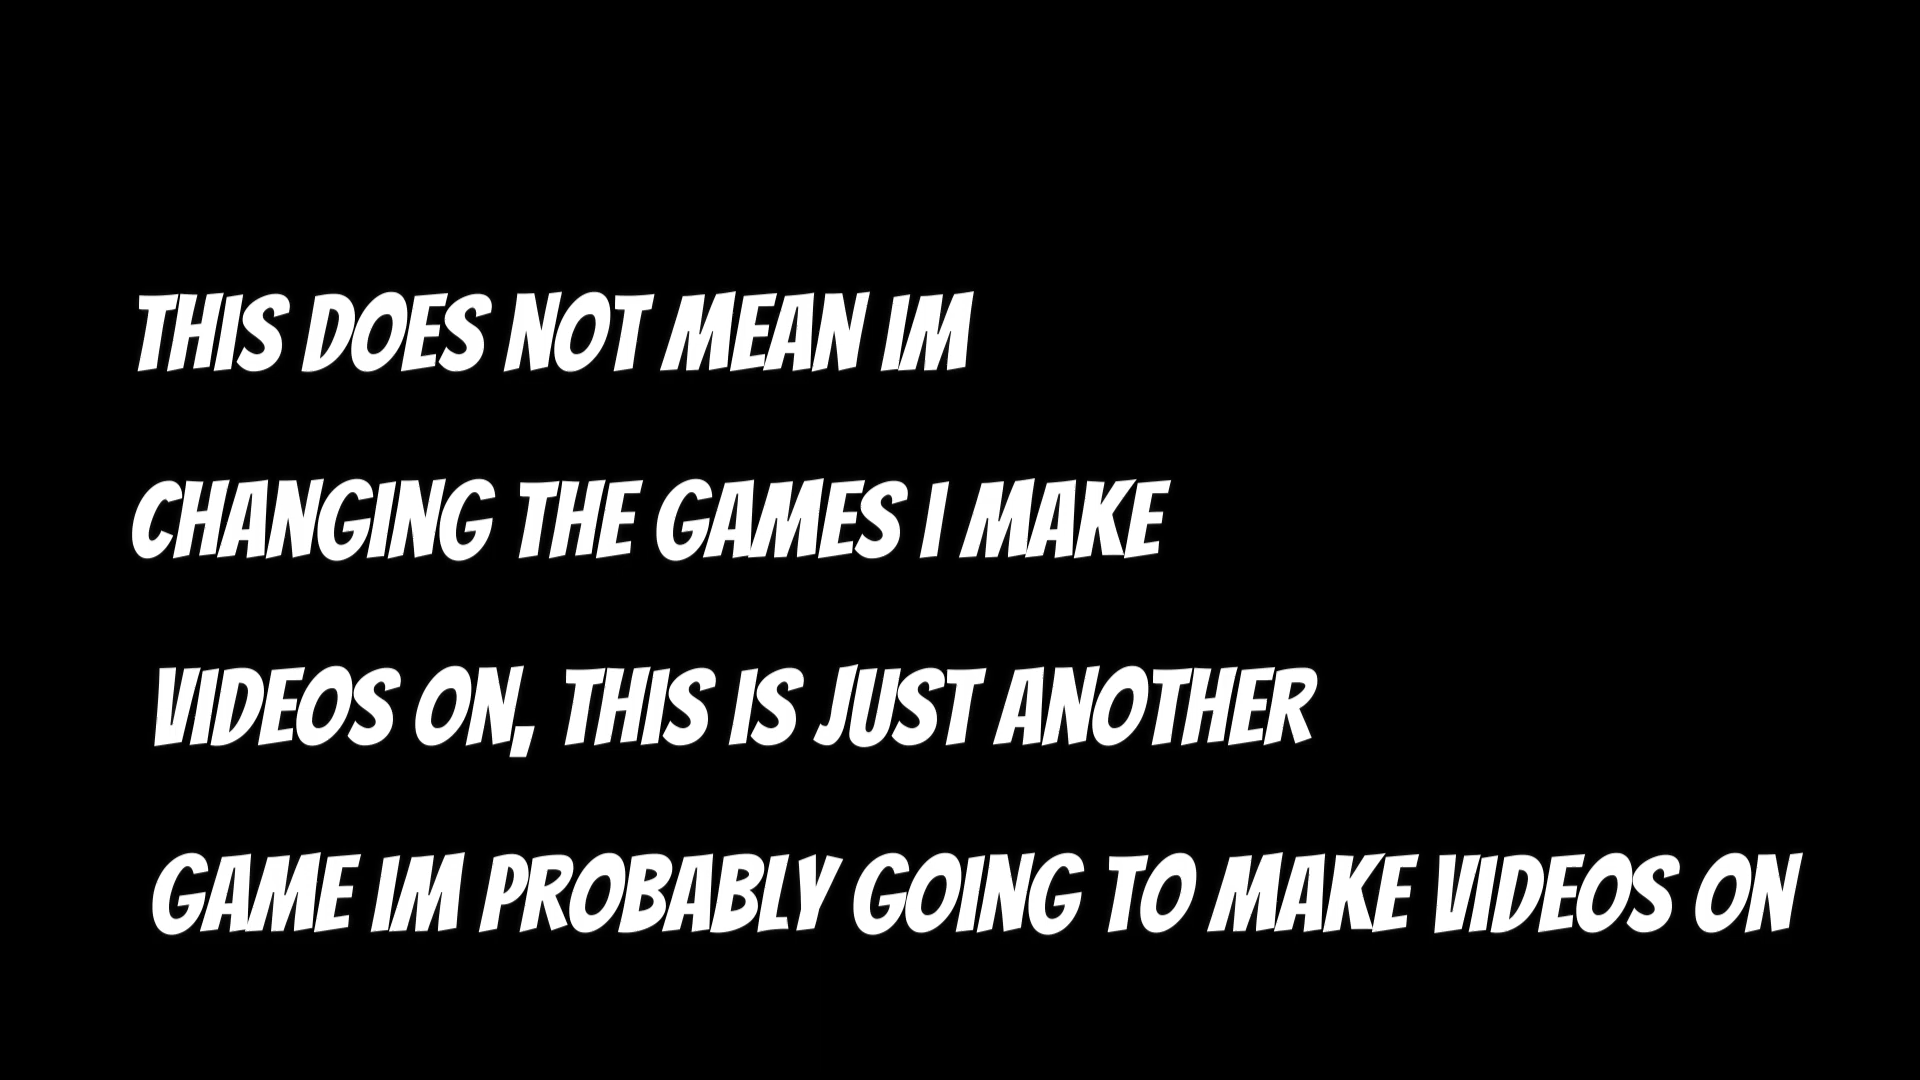 THIS DOES NOT MEAN IM
CHANGING THE GAMES I MAKE
VIDEOS ON, THIS IS JUST ANOTHER
GAME IM PROBABLY GOING TO MAKE VIDEOS ON